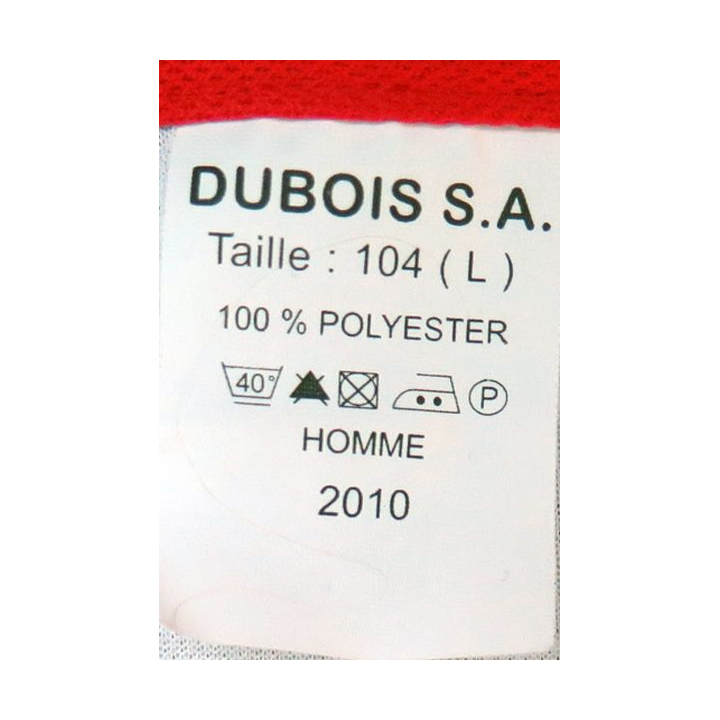 DUBOIS S.A.
Taille : 104 ( L )
100 % POLYESTER
40° P
HOMME
2010